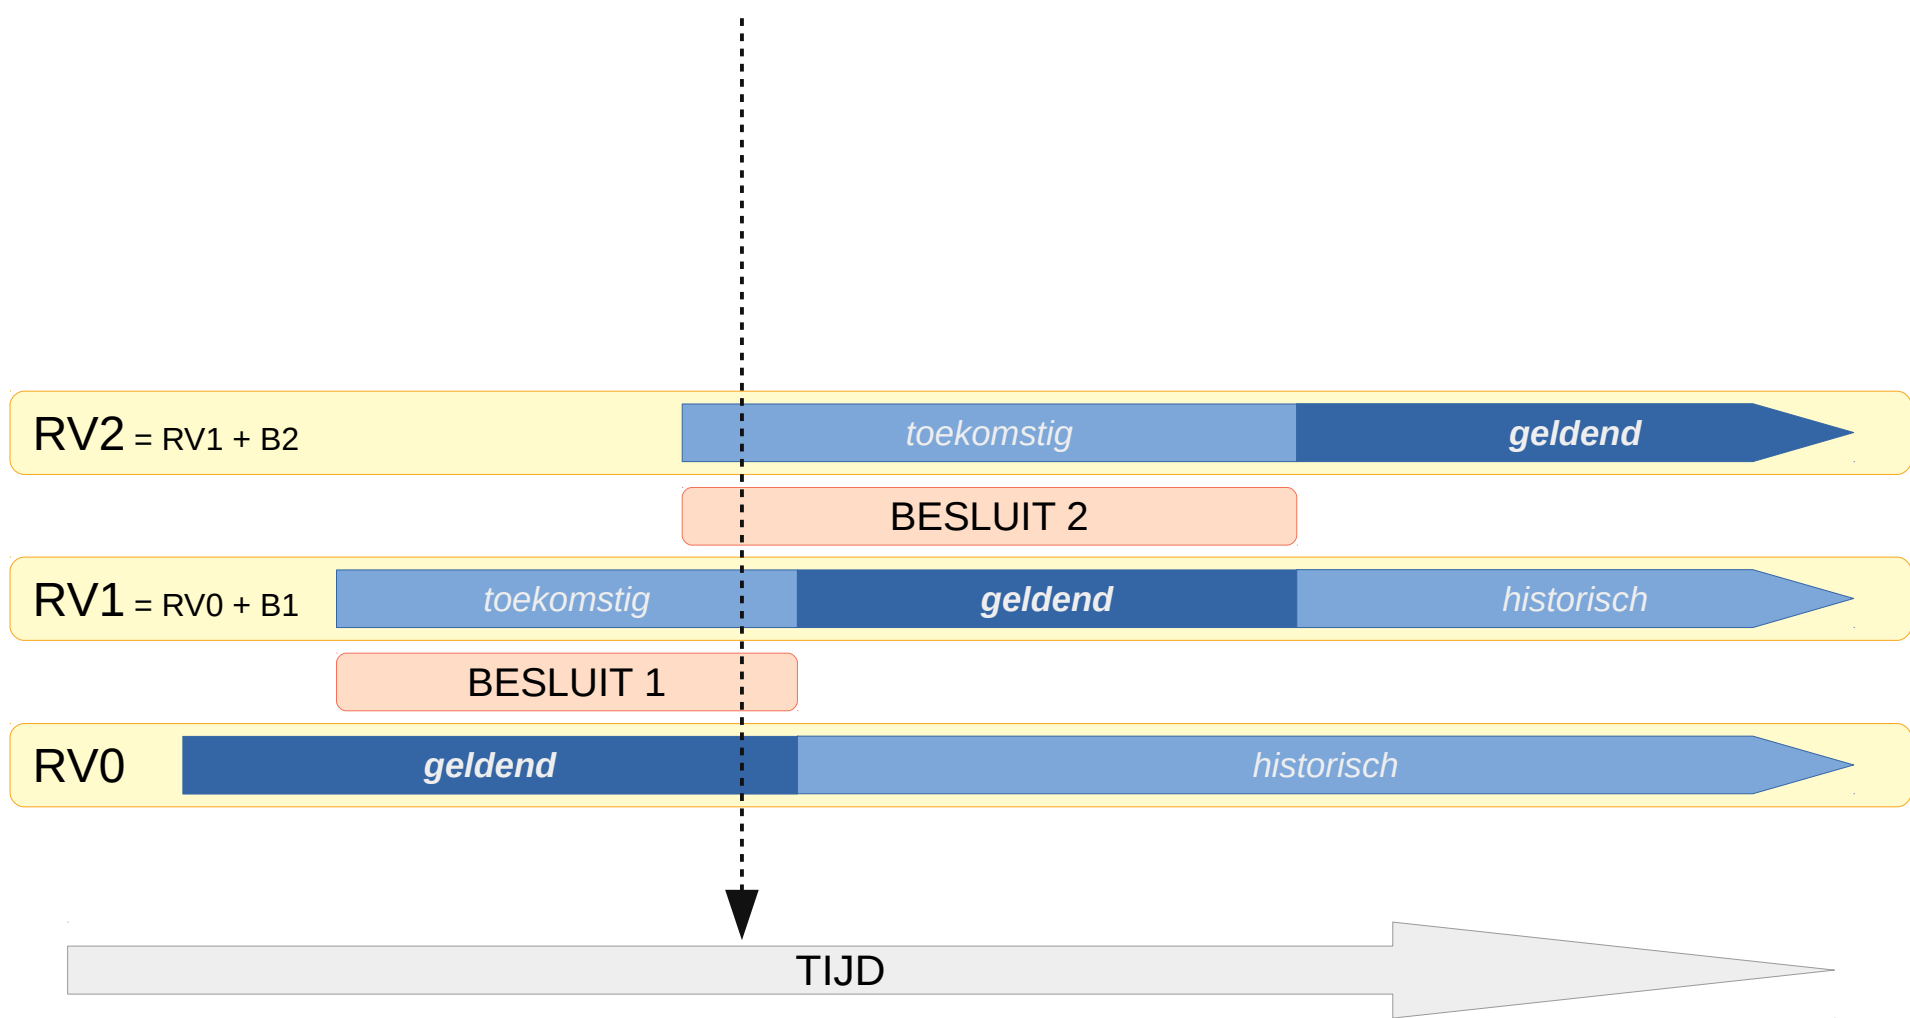 RV2 = RV1 + B2 toekomstig geldend
BESLUIT 2
RV1 = RV0 + B1 toekomstig geldend historisch
BESLUIT 1
RV0 geldend historisch
TIJD